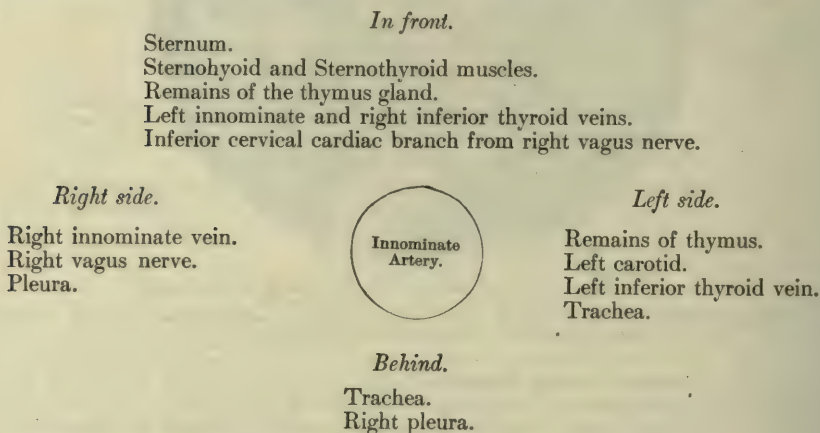 In front.
Sternum.
Sternohyoid and Sternothyroid muscles.
Remains of the thymus gland.
Left innominate and right inferior thyroid veins.
Inferior cervical cardiac branch from right vagus nerve.
Right side.
Right innominate vein.
Right vagus nerve.
Pleura.
Innominate
Artery.
Left side.
Remains of thymus.
Left carotid.
Left inferior thyroid vein.
Trachea.
Behind.
Trachea.
Right pleura.